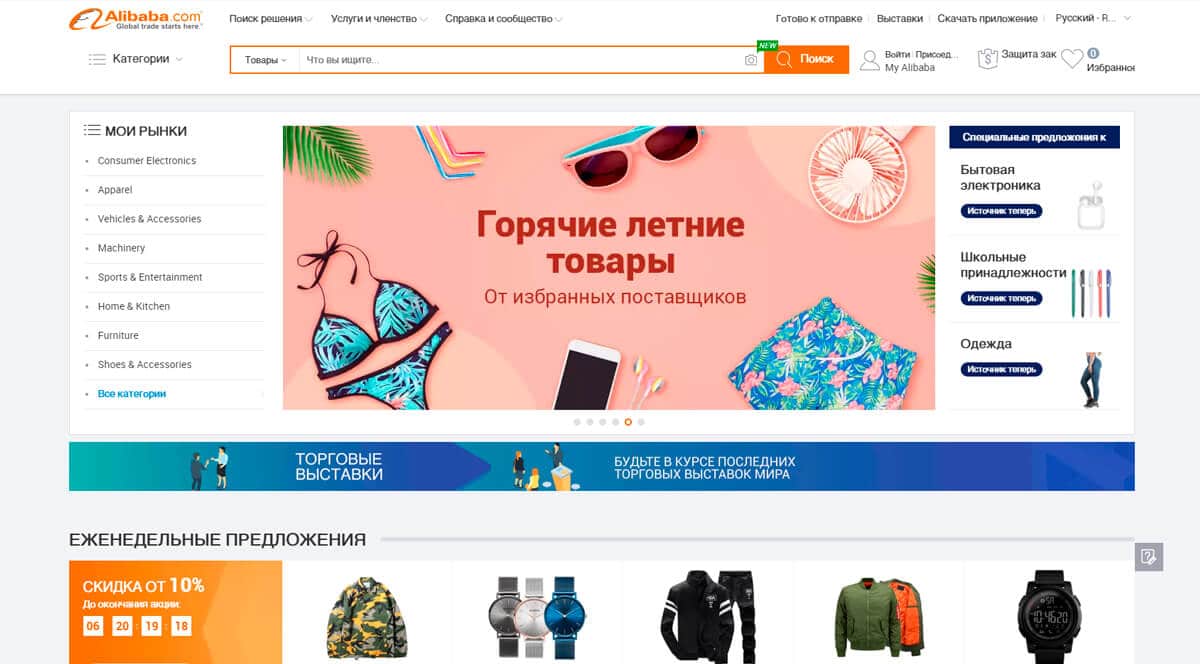 Alibaba.com
Global trade starts here.
Поиск решения
Услуги и членство
Справка и сообщество
Готово к отправке
Выставки
Скачать приложение
Русский - R...
Категории
Товары
Что вы ищите...
NEW
Поиск
Войти | Присоед...
My Alibaba
Защита зак
0
Избранно
МОИ РЫНКИ
Consumer Electronics
Apparel
Vehicles & Accessories
Machinery
Sports & Entertainment
Home & Kitchen
Furniture
Shoes & Accessories
Все категории
Горячие летние
товары
От избранных поставщиков
Специальные предложения к
Бытовая
электроника
Источник теперь
Школьные
принадлежности
Источник теперь
Одежда
Источник теперь
ТОРГОВЫЕ
ВЫСТАВКИ
БУДЬТЕ В КУРСЕ ПОСЛЕДНИХ
ТОРГОВЫХ ВЫСТАВОК МИРА
ЕЖЕНЕДЕЛЬНЫЕ ПРЕДЛОЖЕНИЯ
СКИДКА ОТ 10%
До окончания акции:
06 : 20 : 19 : 18